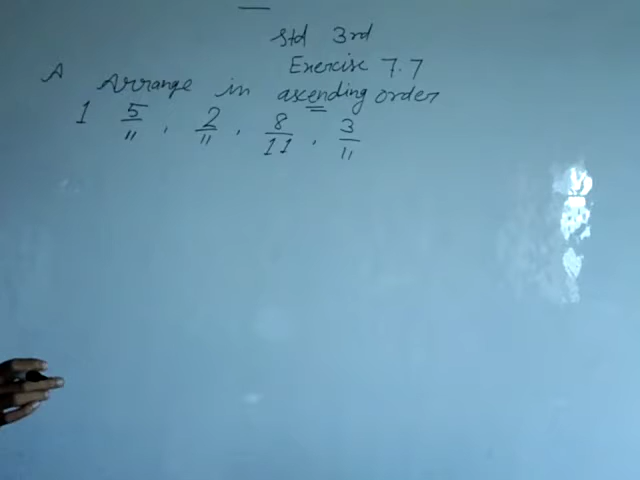 Std 3rd
Exercise 7.7
A Arrange in ascending order
1 5/11, 2/11, 8/11, 3/11